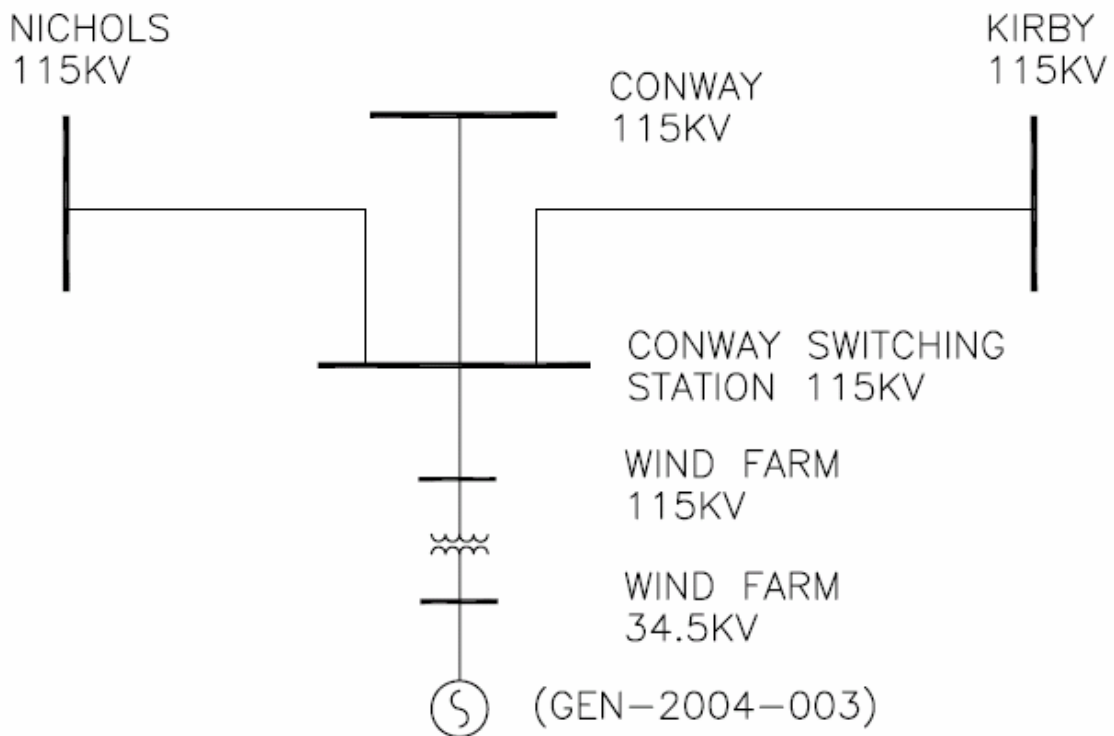 NICHOLS
115KV
KIRBY
115KV
CONWAY
115KV
CONWAY SWITCHING
STATION 115KV
WIND FARM
115KV
WIND FARM
34.5KV
(GEN-2004-003)